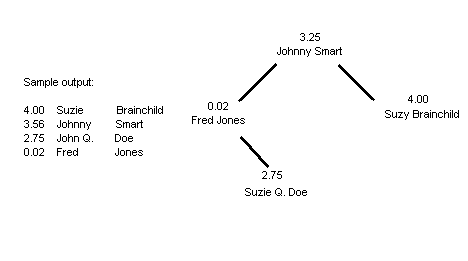 Sample output:
4.00 Suzie Brainchild
3.56 Johnny Smart
2.75 John Q. Doe
0.02 Fred Jones
3.25
Johnny Smart
0.02
Fred Jones
4.00
Suzy Brainchild
2.75
Suzie Q. Doe